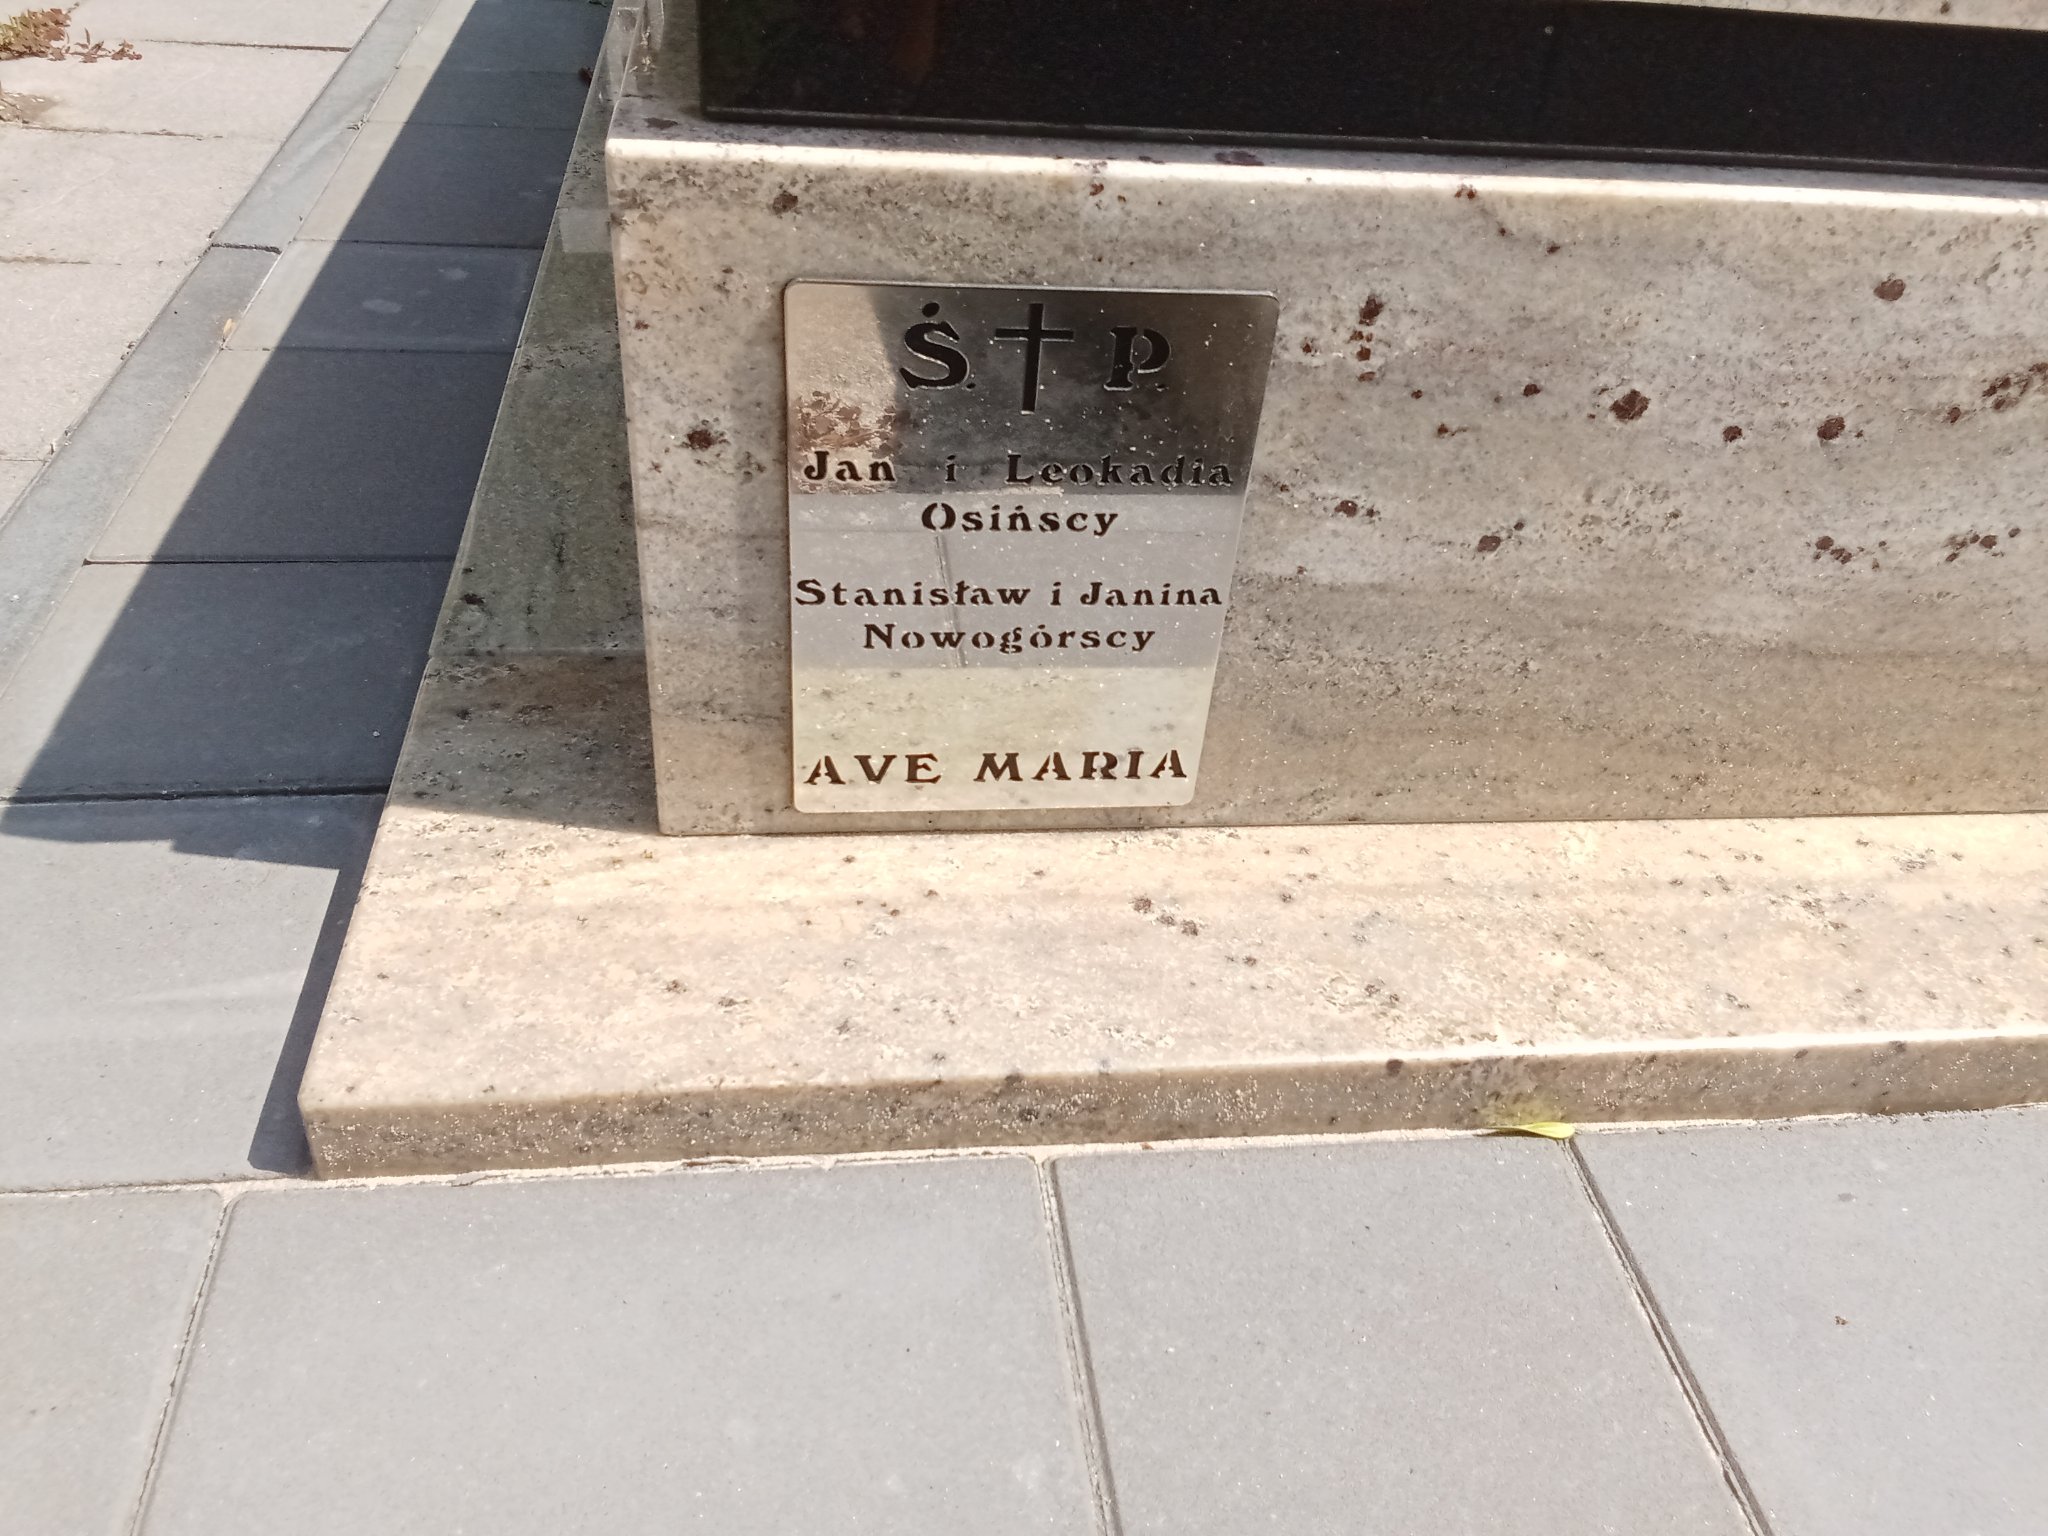 Ś. P.
Jan i Leokadia
Osińscy
Stanisław i Janina
Nowogórscy
AVE MARIA